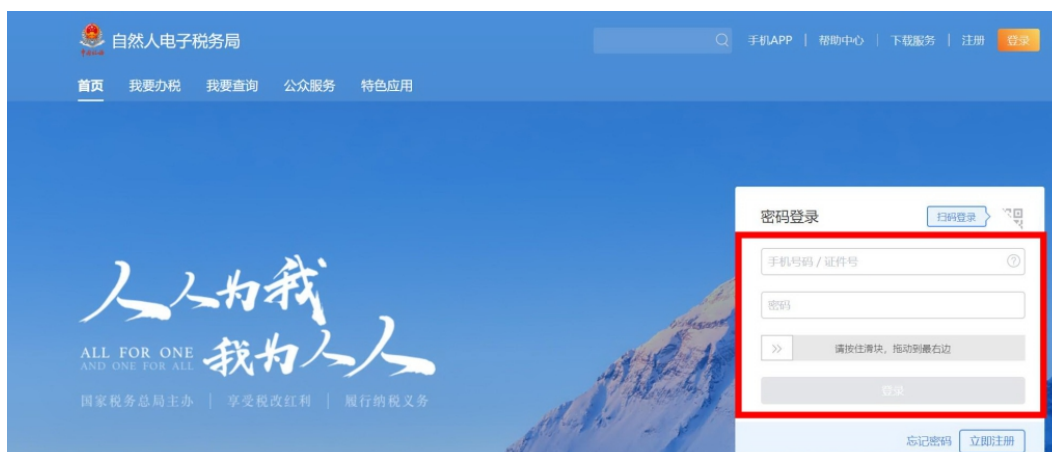 自然人电子税务局
手机APP | 帮助中心 | 下载服务 | 注册 登录
首页 我要办税 我要查询 公众服务 特色应用
密码登录 扫码登录
手机号码 / 证件号
密码
请按住滑块，拖动到最右边
登录
忘记密码 立即注册
人人为我
我为人人
ALL FOR ONE
AND ONE FOR ALL
国家税务总局主办 | 享受税改红利 | 履行纳税义务